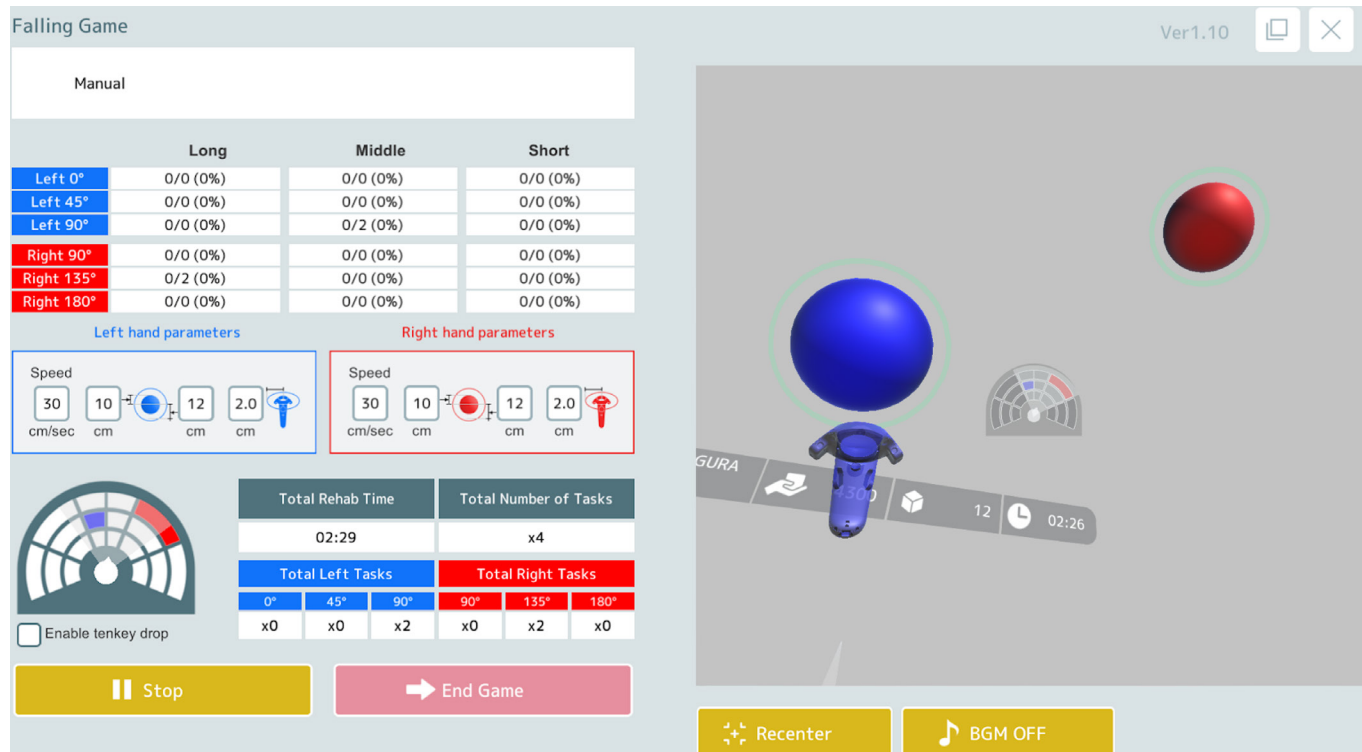 Falling Game
Ver1.10
Manual
Long Middle Short
Left 0° 0/0 (0%) 0/0 (0%) 0/0 (0%)
Left 45° 0/0 (0%) 0/0 (0%) 0/0 (0%)
Left 90° 0/0 (0%) 0/2 (0%) 0/0 (0%)
Right 90° 0/0 (0%) 0/0 (0%) 0/0 (0%)
Right 135° 0/2 (0%) 0/0 (0%) 0/0 (0%)
Right 180° 0/0 (0%) 0/0 (0%) 0/0 (0%)
Left hand parameters Right hand parameters
Speed
30 10 12 2.0
cm/sec cm cm cm
Speed
30 10 12 2.0
cm/sec cm cm cm
Total Rehab Time Total Number of Tasks
02:29 x4
Total Left Tasks Total Right Tasks
0° 45° 90° 90° 135° 180°
x0 x0 x2 x0 x2 x0
Enable tenkey drop
Stop End Game
GURA 4300 12 02:26
Recenter BGM OFF